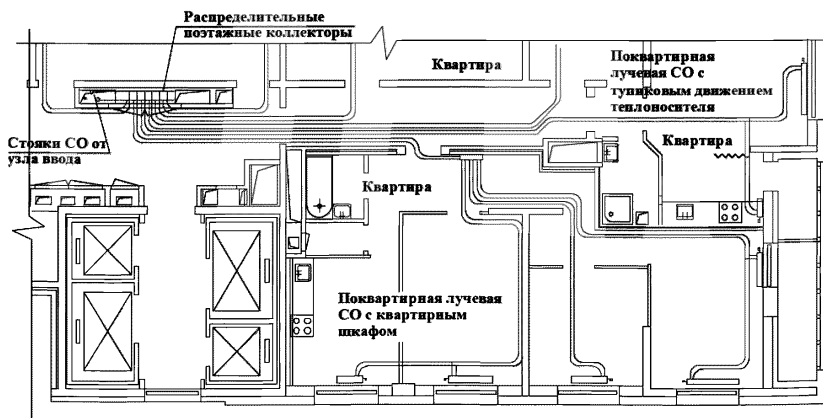 Распределительные
поэтажные коллекторы
Квартира
Поквартирная
лучевая СО с
тупиковым движением
теплоносителя
Стояки СО от
узла ввода
Квартира
Квартира
Поквартирная лучевая
СО с квартирным
шкафом